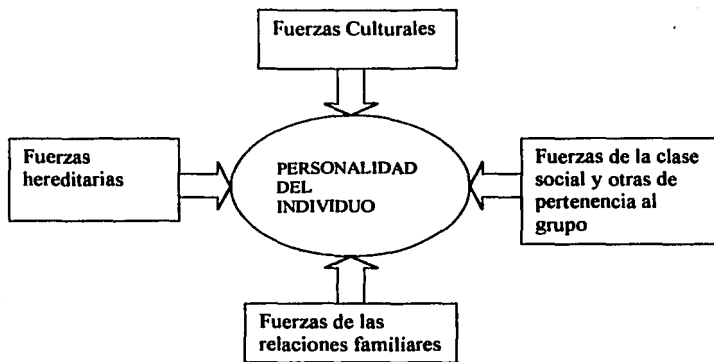 Fuerzas Culturales
Fuerzas
hereditarias
PERSONALIDAD
DEL
INDIVIDUO
Fuerzas de la clase
social y otras de
pertenencia al
grupo
Fuerzas de las
relaciones familiares